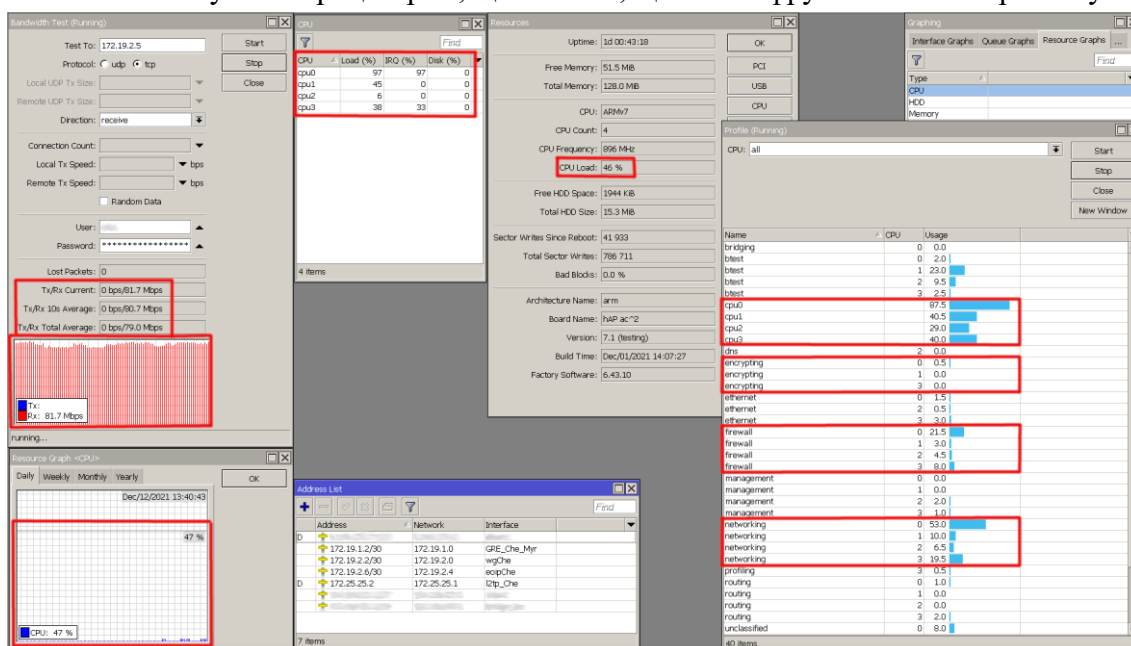 Bandwidth Test (Running)
Test To: 172.19.2.5
Protocol: udp tcp
Local UDP Tx Size:
Remote UDP Tx Size:
Direction: receive
Connection Count:
Local Tx Speed: bps
Remote Tx Speed: bps
Random Data
User:
Password: *****************
Lost Packets: 0
Tx/Rx Current: 0 bps/81.7 Mbps
Tx/Rx 10s Average: 0 bps/80.7 Mbps
Tx/Rx Total Average: 0 bps/79.0 Mbps
Tx:
Rx: 81.7 Mbps
running...
Start
Stop
Close
CPU
Find
CPU Load (%) IRQ (%) Disk (%)
cpu0 97 97 0
cpu1 45 0 0
cpu2 6 0 0
cpu3 38 33 0
4 items
Resources
Uptime: 1d 00:43:18
Free Memory: 51.5 MiB
Total Memory: 128.0 MiB
CPU: ARMv7
CPU Count: 4
CPU Frequency: 896 MHz
CPU Load: 46 %
Free HDD Space: 1944 KiB
Total HDD Size: 15.3 MiB
Sector Writes Since Reboot: 41 933
Total Sector Writes: 786 711
Bad Blocks: 0.0 %
Architecture Name: arm
Board Name: hAP ac^2
Version: 7.1 (testing)
Build Time: Dec/01/2021 14:07:27
Factory Software: 6.43.10
OK
PCI
USB
CPU
Graphing
Interface Graphs Queue Graphs Resource Graphs ...
Find
Type
CPU
HDD
Memory
Profile (Running)
CPU: all
Start
Stop
Close
New Window
Name CPU Usage
bridging 0 0.0
btest 0 2.0
btest 1 23.0
btest 2 9.5
btest 3 2.5
cpu0 87.5
cpu1 40.5
cpu2 29.0
cpu3 40.0
dns 2 0.0
encrypting 0 0.5
encrypting 1 0.0
encrypting 3 0.0
ethernet 0 1.5
ethernet 2 0.5
ethernet 3 3.0
firewall 0 21.5
firewall 1 3.0
firewall 2 4.5
firewall 3 8.0
management 0 0.0
management 1 0.0
management 2 2.0
management 3 1.0
networking 0 53.0
networking 1 10.0
networking 2 6.5
networking 3 19.5
profiling 3 0.5
routing 0 1.0
routing 1 0.0
routing 2 0.0
routing 3 2.0
unclassified 0 8.0
40 items
Resource Graph <CPU>
Daily Weekly Monthly Yearly
OK
Dec/12/2021 13:40:43
47 %
CPU: 47 %
Address List
Find
Address Network Interface
D
172.19.1.2/30 172.19.1.0 GRE_Che_Myr
172.19.2.2/30 172.19.2.0 wgChe
172.19.2.6/30 172.19.2.4 eoipChe
D 172.25.25.2 172.25.25.1 l2tp_Che
7 items